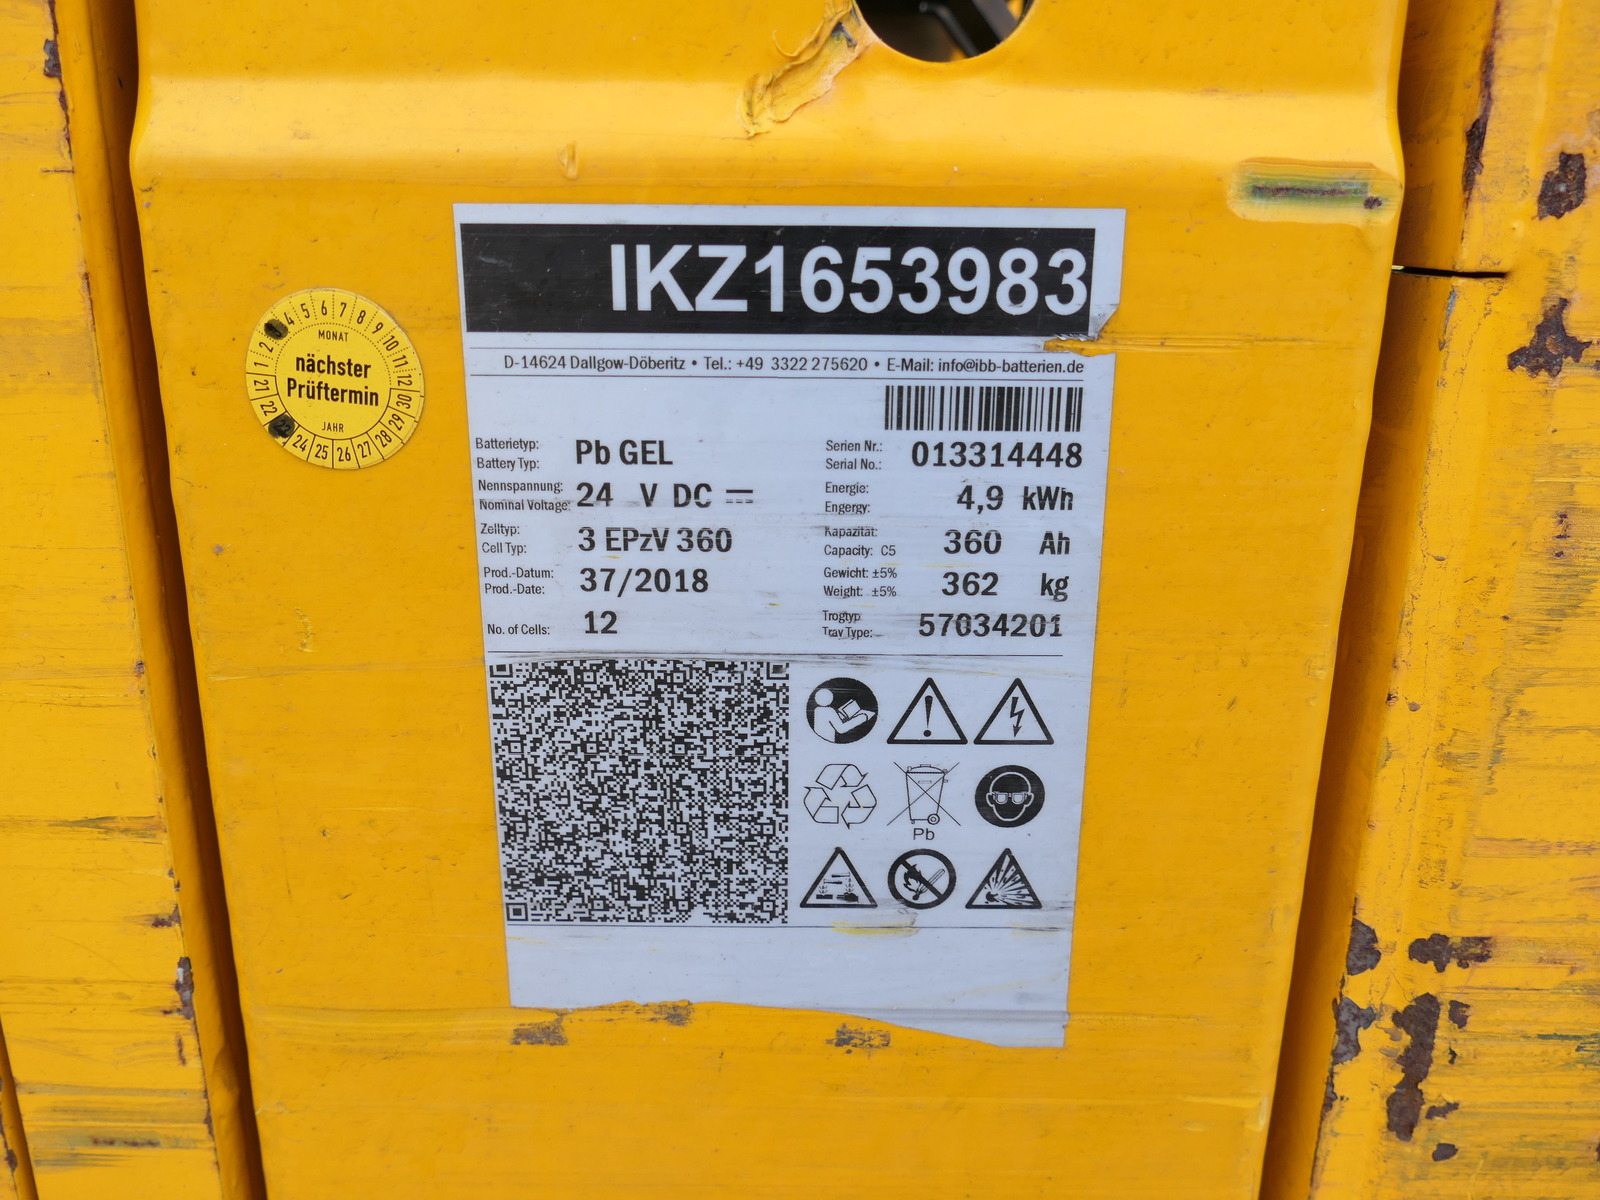 IKZ1653983
D-14624 Dallgow-Döberitz • Tel.: +49 3322 275620 • E-Mail: info@ibb-batterien.de
Batterietyp:
Battery Typ: Pb GEL
Serien Nr.:
Serial No.: 013314448
Nennspannung:
Nominal Voltage: 24 V DC
Energie:
Engergy: 4,9 kWh
Zelltyp:
Cell Typ: 3 EPzV 360
Kapazität:
Capacity: C5 360 Ah
Prod.-Datum:
Prod.-Date: 37/2018
Gewicht: ±5%
Weight: ±5% 362 kg
No. of Cells: 12
Trogtyp
Tray Type: 57034201
Pb
MONAT
nächster
Prüftermin
JAHR
1 2 3 4 5 6 7 8 9 10 11 12
22 23 24 25 26 27 28 29 30